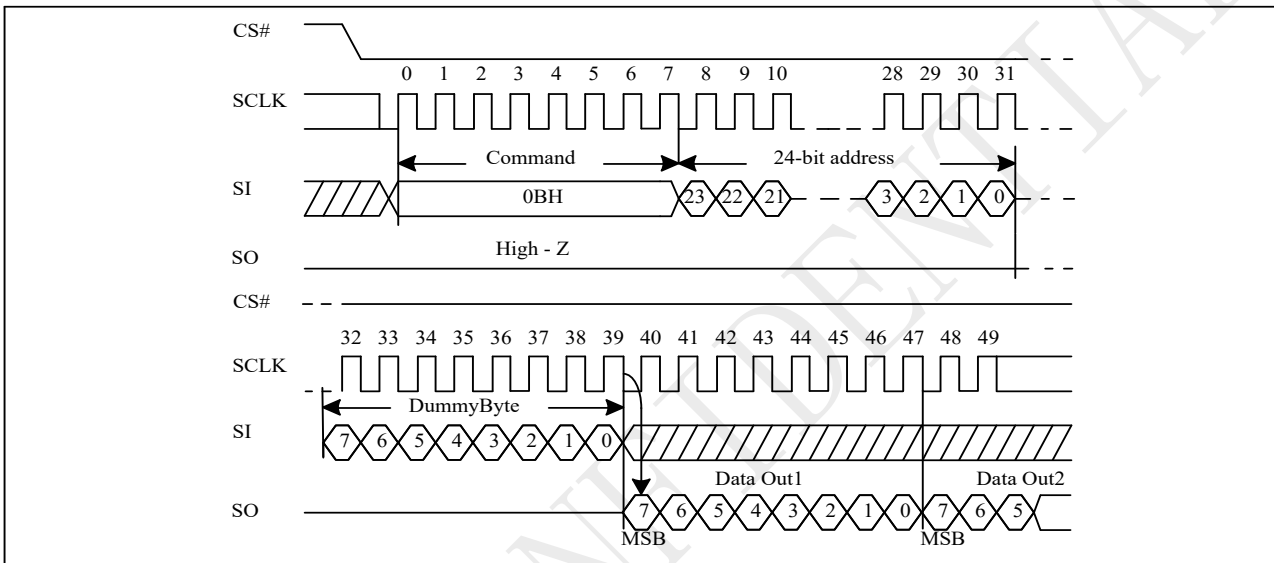 CS#
0 1 2 3 4 5 6 7 8 9 10 28 29 30 31
SCLK
Command 24-bit address
SI 0BH 23 22 21 3 2 1 0
High - Z
SO
CS#
32 33 34 35 36 37 38 39 40 41 42 43 44 45 46 47 48 49
SCLK
DummyByte
SI 7 6 5 4 3 2 1 0
Data Out1 Data Out2
SO 7 6 5 4 3 2 1 0 7 6 5
MSB MSB
NFIDENTIA